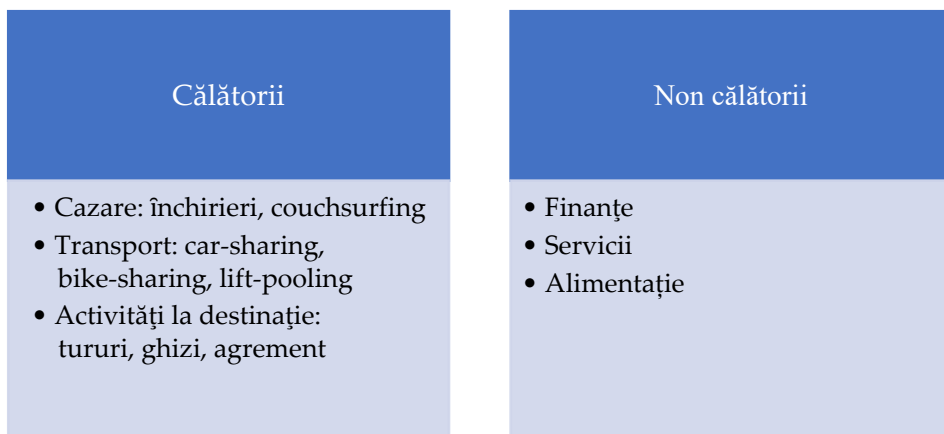 Călătorii
• Cazare: închirieri, couchsurfing
• Transport: car-sharing,
bike-sharing, lift-pooling
• Activităţi la destinaţie:
tururi, ghizi, agrement
Non călătorii
• Finanţe
• Servicii
• Alimentație